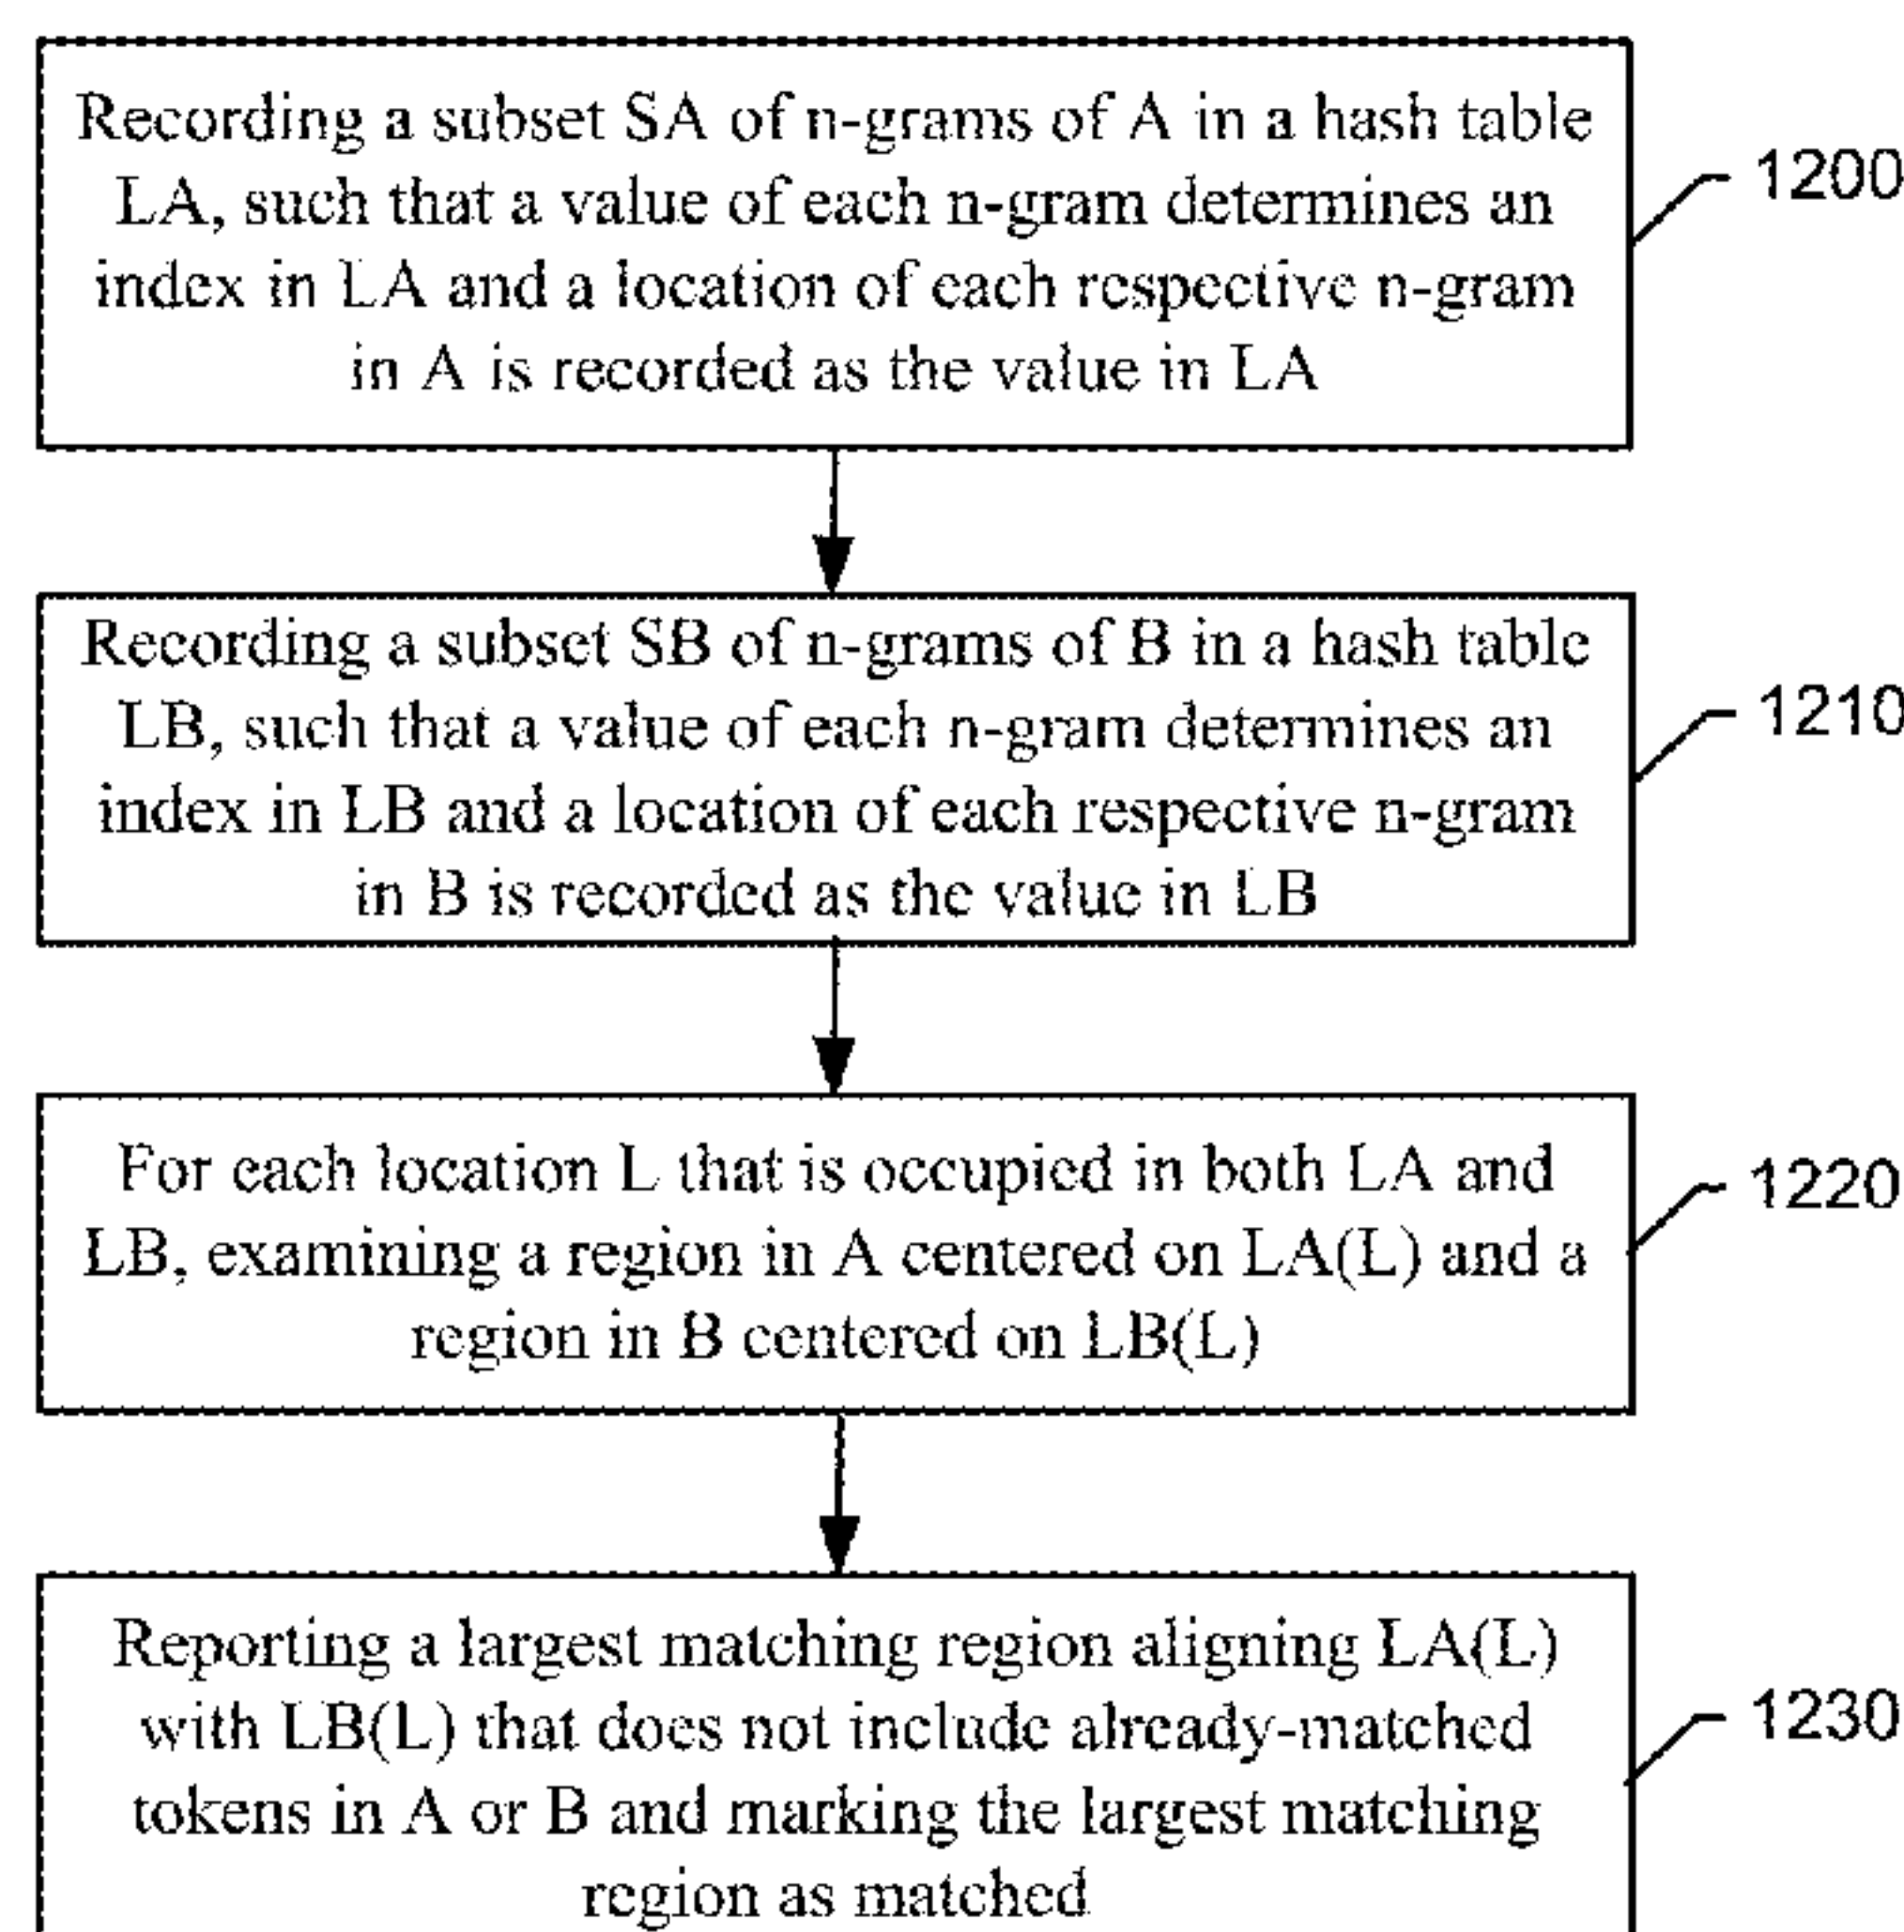 Recording a subset SA of n-grams of A in a hash table
LA, such that a value of each n-gram determines an
index in LA and a location of each respective n-gram
in A is recorded as the value in LA
1200
Recording a subset SB of n-grams of B in a hash table
LB, such that a value of each n-gram determines an
index in LB and a location of each respective n-gram
in B is recorded as the value in LB
1210
For each location L that is occupied in both LA and
LB, examining a region in A centered on LA(L) and a
region in B centered on LB(L)
1220
Reporting a largest matching region aligning LA(L)
with LB(L) that does not include already-matched
tokens in A or B and marking the largest matching
region as matched
1230